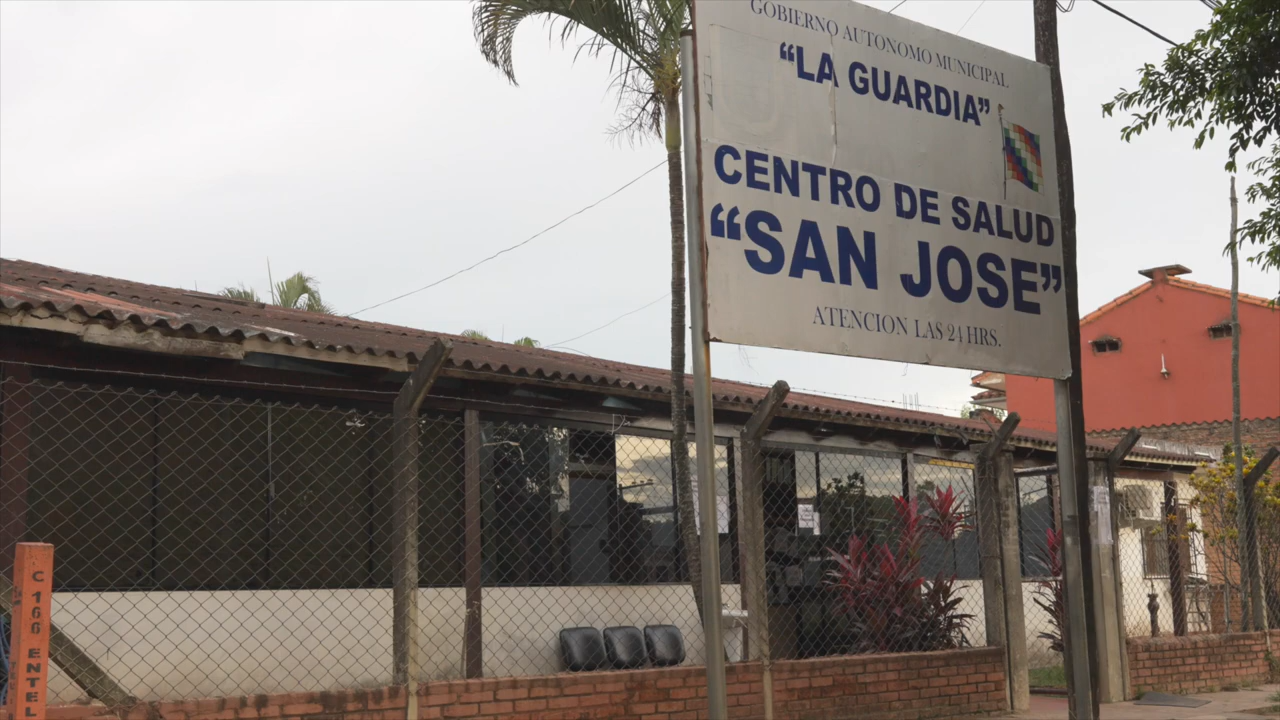 GOBIERNO AUTONOMO MUNICIPAL
“LA GUARDIA”
CENTRO DE SALUD
“SAN JOSE”
ATENCION LAS 24 HRS.
C 166 ENTEL